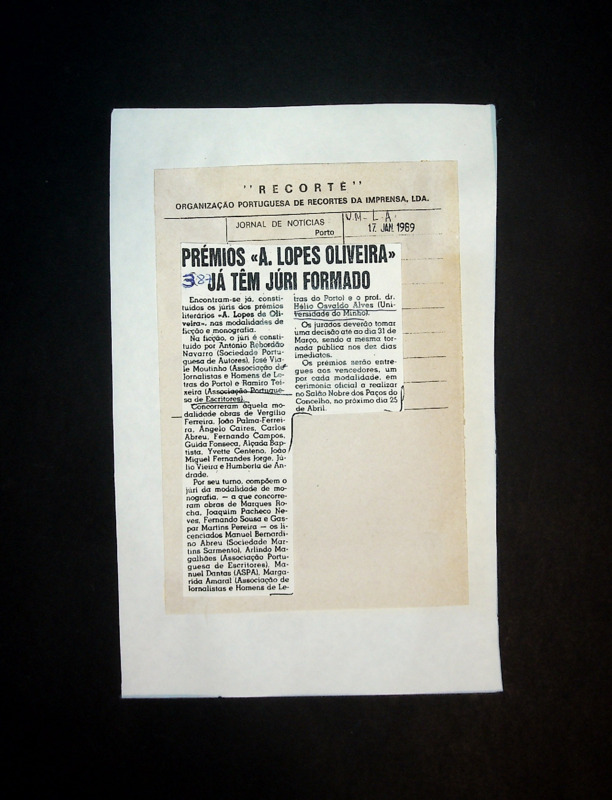 "RECORTE"
ORGANIZAÇÃO PORTUGUESA DE RECORTES DA IMPRENSA, LDA.
JORNAL DE NOTICIAS
Porto
U.M- L.A.
17. JAN. 1989
PRÉMIOS «A. LOPES OLIVEIRA»
JÁ TÊM JÚRI FORMADO
Encontram-se já, consti-
tuídos os júris dos prémios
literários «A. Lopes de Oli-
veira», nas modalidades de
ficção e monografia.
Na ficção, o júri é consti-
tuído por António Rebordão
Navarro (Sociedade Portu-
guesa de Autores), José Via-
le Moutinho (Associação de
Jornalistas e Homens de Le-
tras do Porto) e Ramiro Tei-
xeira (Associação Portugue-
sa de Escritores).
Concorreram àquela mo-
dalidade obras de Vergílio
Ferreira, João Palma-Ferrei-
ra, Ângelo Caires, Carlos
Abreu, Fernando Campos,
Guida Fonseca, Alçada Bap-
tista, Yvette Centeno, João
Miguel Fernandes Jorge, Jú-
lio Vieira e Humberta de An-
drade.
Por seu turno, compõem o
júri da modalidade de mo-
nografia, — a que concorre-
ram obras de Marques Ro-
cha, Joaquim Pacheco Ne-
ves, Fernando Sousa e Gas-
par Martins Pereira — os li-
cenciados Manuel Bernardi-
no Abreu (Sociedade Mar-
tins Sarmento), Arlindo Ma-
galhães (Associação Portu-
guesa de Escritores), Ma-
nuel Dantas (ASPA), Marga-
rida Amaral (Associação de
Jornalistas e Homens de Le-
tras do Porto) e o prof. dr.
Hélio Osvaldo Alves (Uni-
versidade do Minho).
Os jurados deverão tomar
uma decisão até ao dia 31 de
Março, sendo a mesma tor-
nada pública nos dez dias
imediatos.
Os prémios serão entre-
gues aos vencedores, um
por cada modalidade, em
cerimónia oficial a realizar
no Salão Nobre dos Paços do
Concelho, no próximo dia 25
de Abril.